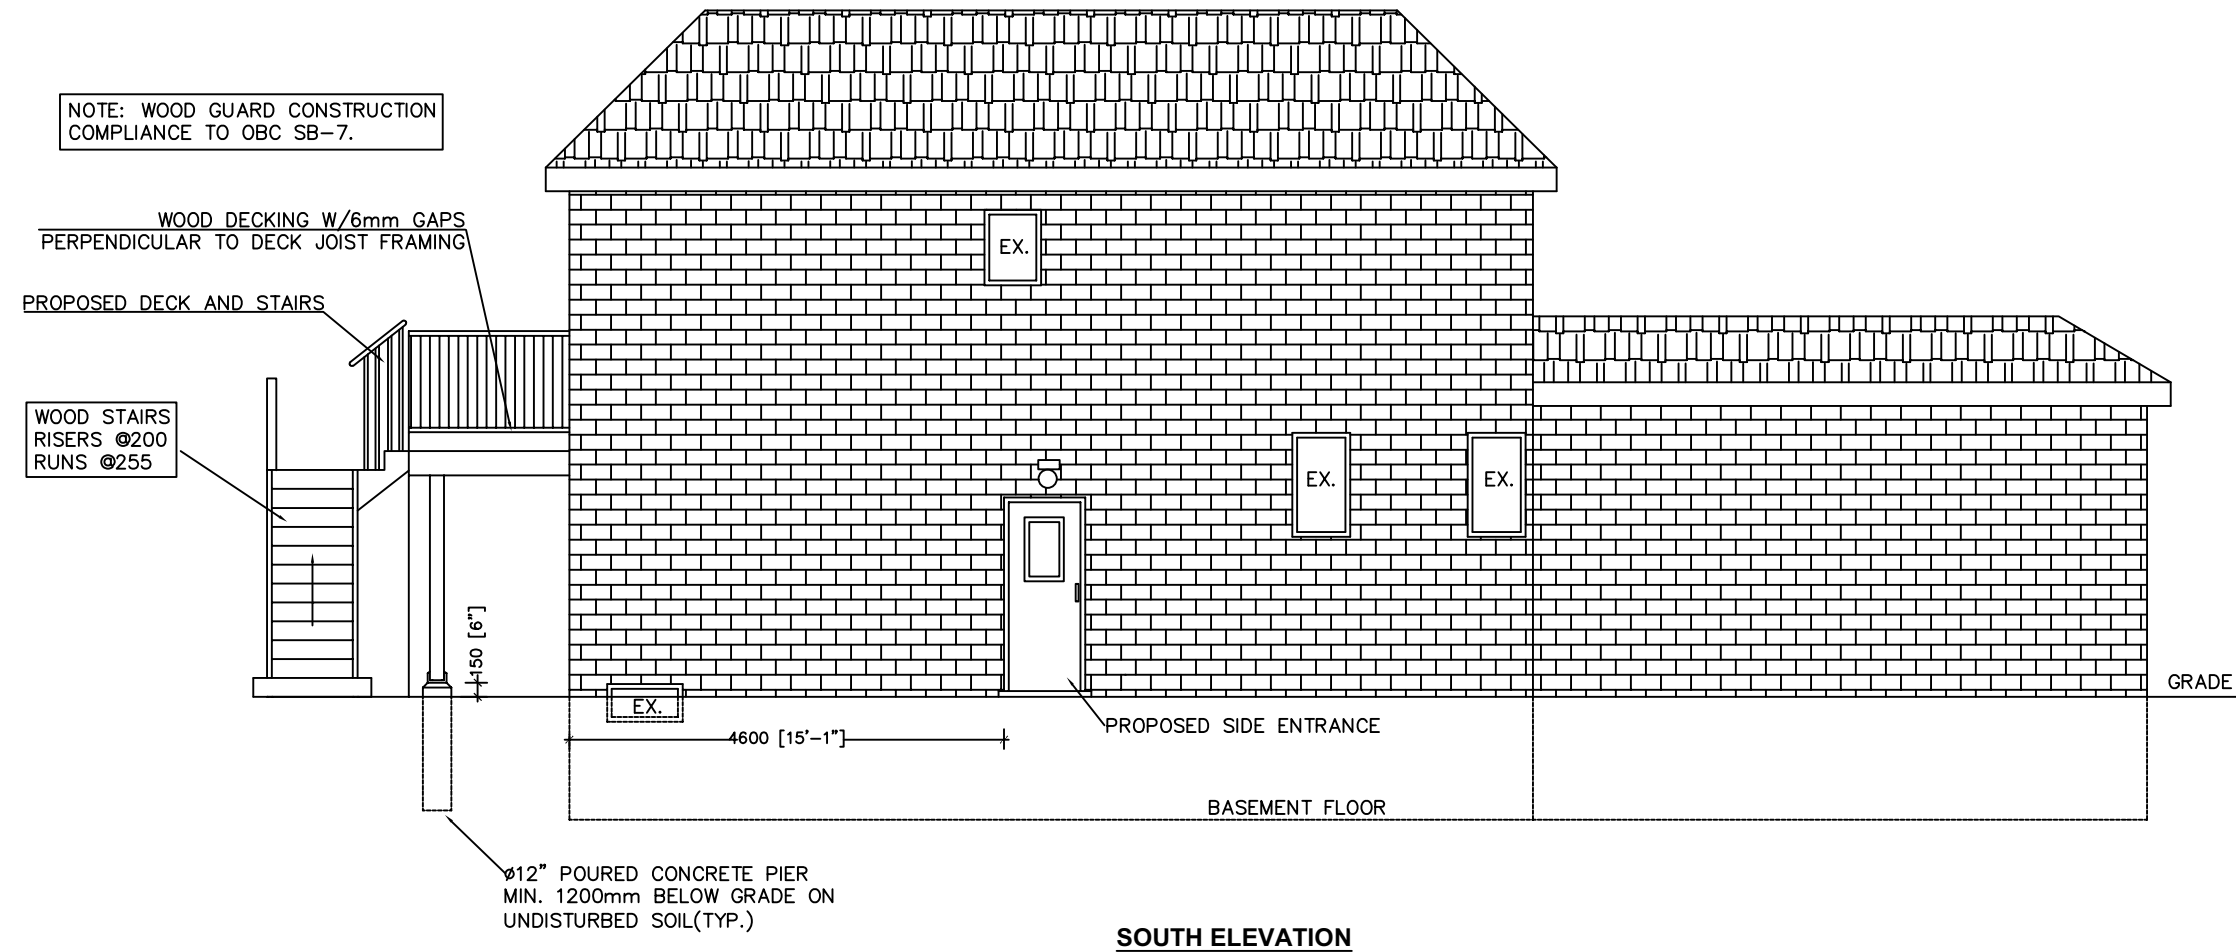 NOTE: WOOD GUARD CONSTRUCTION
COMPLIANCE TO OBC SB-7.
WOOD DECKING W/6mm GAPS
PERPENDICULAR TO DECK JOIST FRAMING
PROPOSED DECK AND STAIRS
WOOD STAIRS
RISERS @200
RUNS @255
EX.
EX.
EX.
150 [6"]
EX.
GRADE
4600 [15'-1"]
PROPOSED SIDE ENTRANCE
BASEMENT FLOOR
ø12" POURED CONCRETE PIER
MIN. 1200mm BELOW GRADE ON
UNDISTURBED SOIL(TYP.)
SOUTH ELEVATION